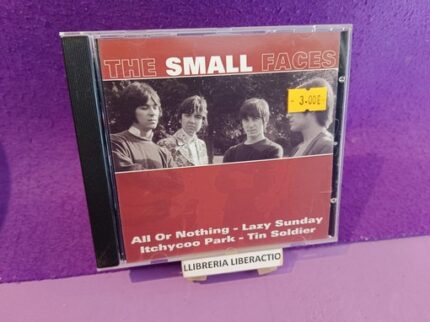 THE SMALL FACES
- 3.00€ -
All Or Nothing - Lazy Sunday
Itchycoo Park - Tin Soldier
LLIBRERIA LIBERACTIO